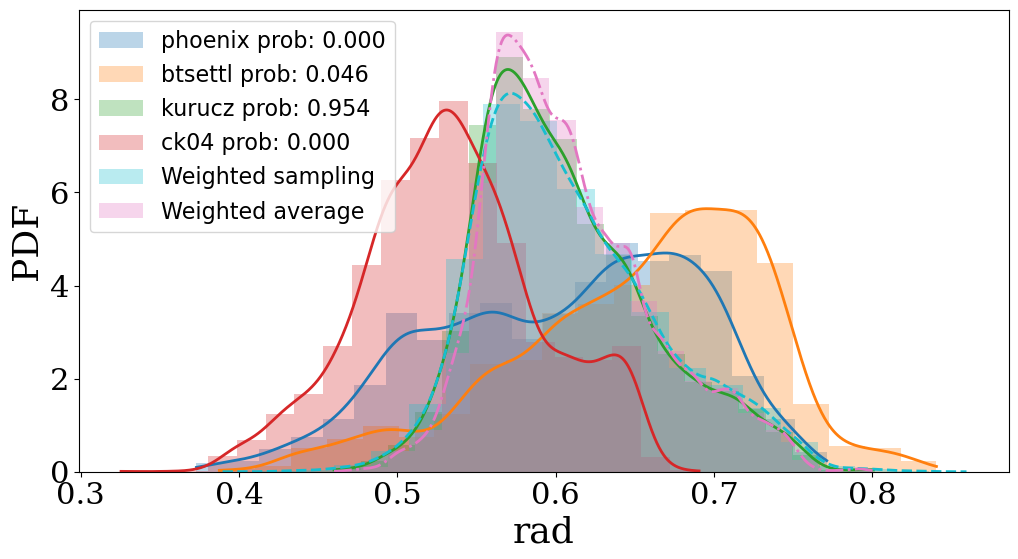 phoenix prob: 0.000
btsettl prob: 0.046
kurucz prob: 0.954
ck04 prob: 0.000
Weighted sampling
Weighted average
PDF
8
6
4
2
0
0.3 0.4 0.5 0.6 0.7 0.8
rad